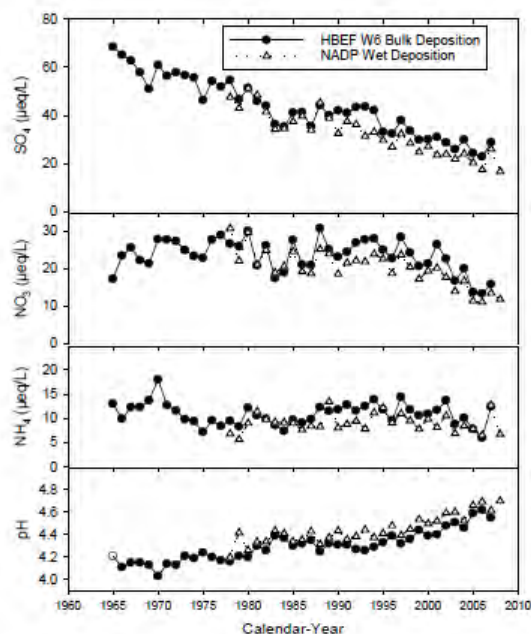 HBEF W6 Bulk Deposition
NADP Wet Deposition
80
60
40
20
0
SO4 (µeq/L)
30
20
10
0
NO3 (µeq/L)
20
15
10
5
0
NH4 (µeq/L)
4.8
4.6
4.4
4.2
4.0
pH
1960 1965 1970 1975 1980 1985 1990 1995 2000 2005 2010
Calendar-Year